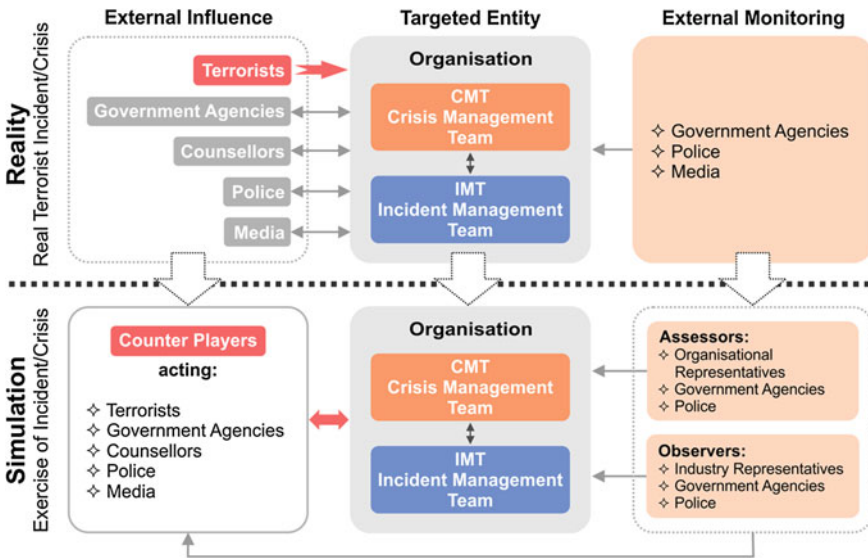 External Influence
Targeted Entity
External Monitoring
Reality
Real Terrorist Incident/Crisis
Terrorists
Government Agencies
Counsellors
Police
Media
Organisation
CMT
Crisis Management
Team
IMT
Incident Management
Team
✧ Government Agencies
✧ Police
✧ Media
Simulation
Exercise of Incident/Crisis
Counter Players
acting:
✧ Terrorists
✧ Government Agencies
✧ Counsellors
✧ Police
✧ Media
Organisation
CMT
Crisis Management
Team
IMT
Incident Management
Team
Assessors:
✧ Organisational
Representatives
✧ Government Agencies
✧ Police
Observers:
✧ Industry Representatives
✧ Government Agencies
✧ Police